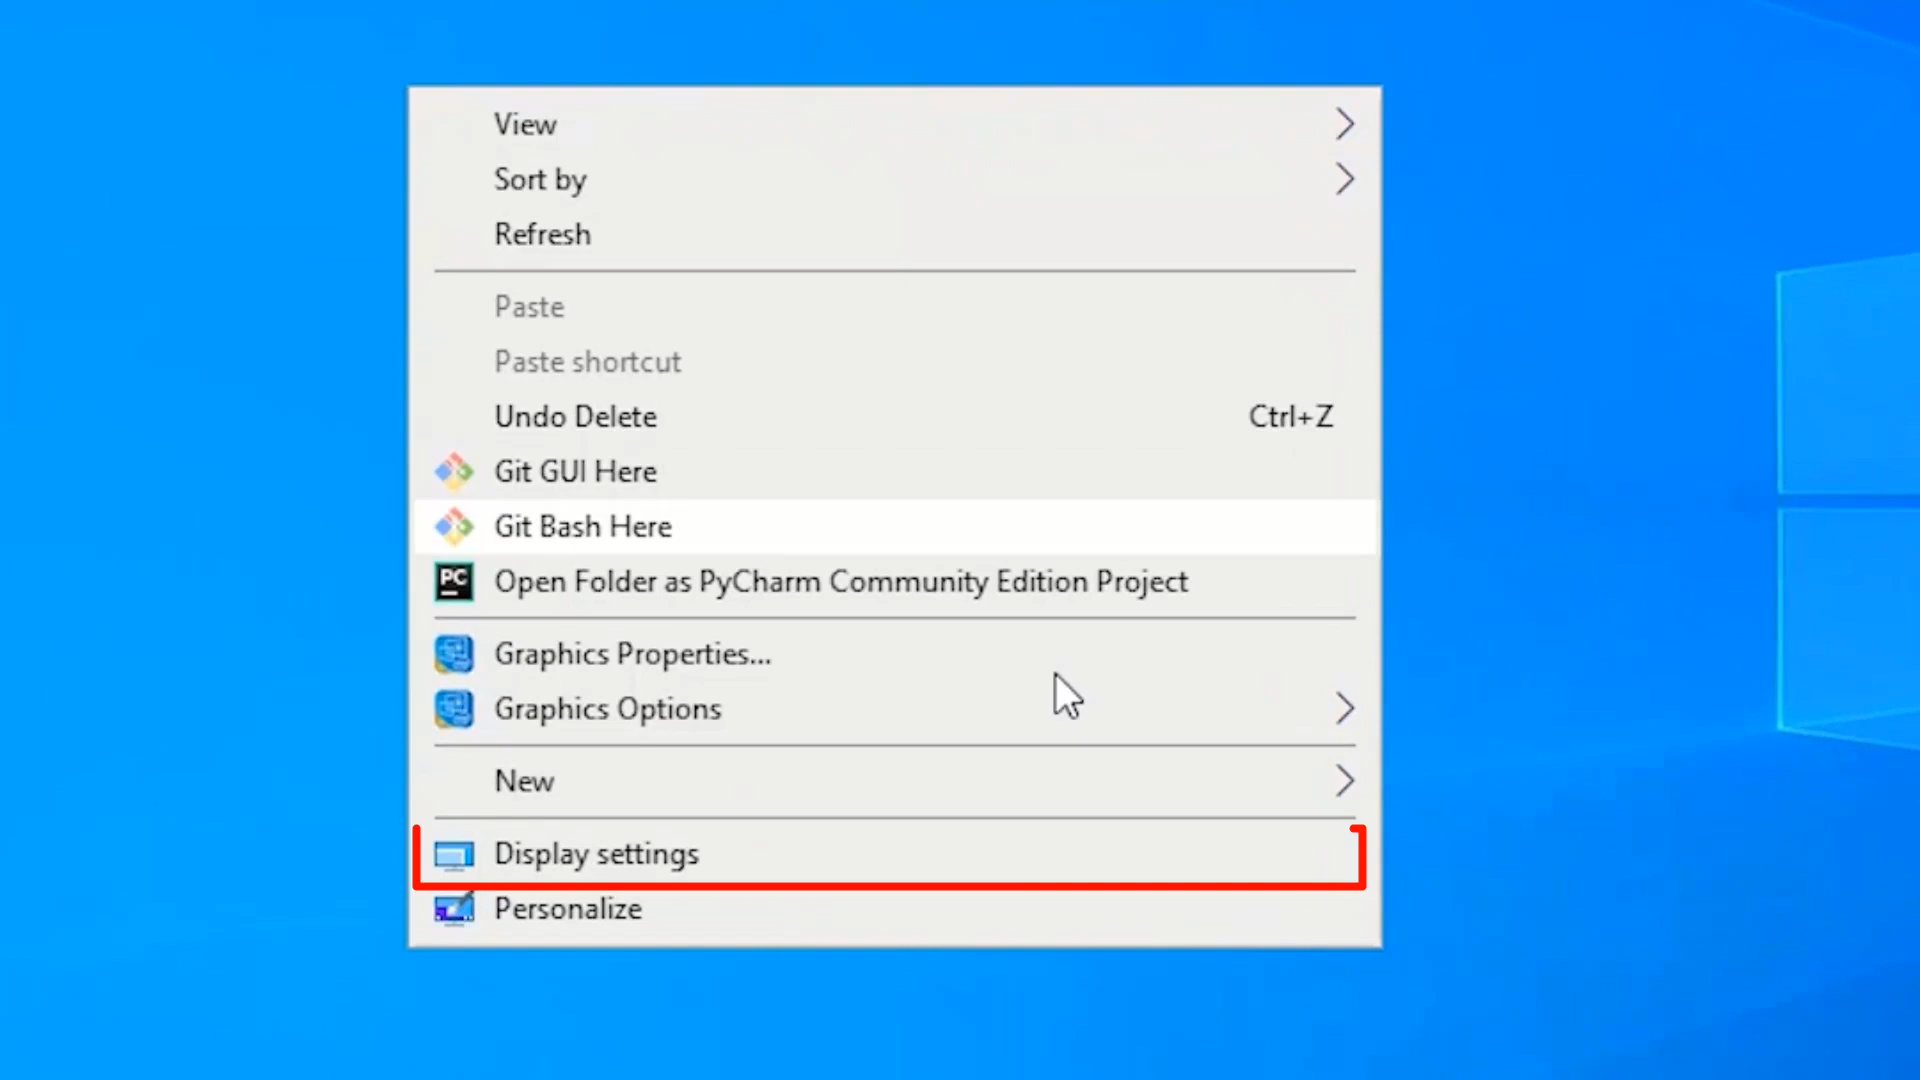 View
Sort by
Refresh
Paste
Paste shortcut
Undo Delete Ctrl+Z
Git GUI Here
Git Bash Here
PC Open Folder as PyCharm Community Edition Project
Graphics Properties...
Graphics Options
New
Display settings
Personalize